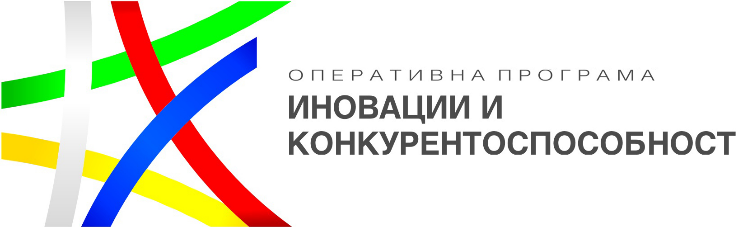 ОПЕРАТИВНА ПРОГРАМА
ИНОВАЦИИ И
КОНКУРЕНТОСПОСОБНОСТ